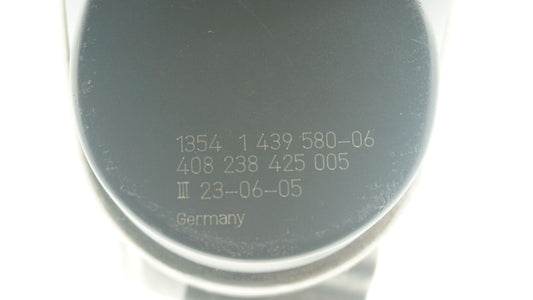 1354 1 439 580-06
408 238 425 005
III 23-06-05
Germany